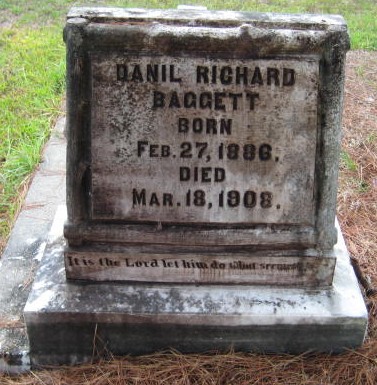 DANIL RICHARD
BAGGETT
BORN
FEB. 27, 1886.
DIED
MAR. 18, 1908.
It is the Lord let him do what